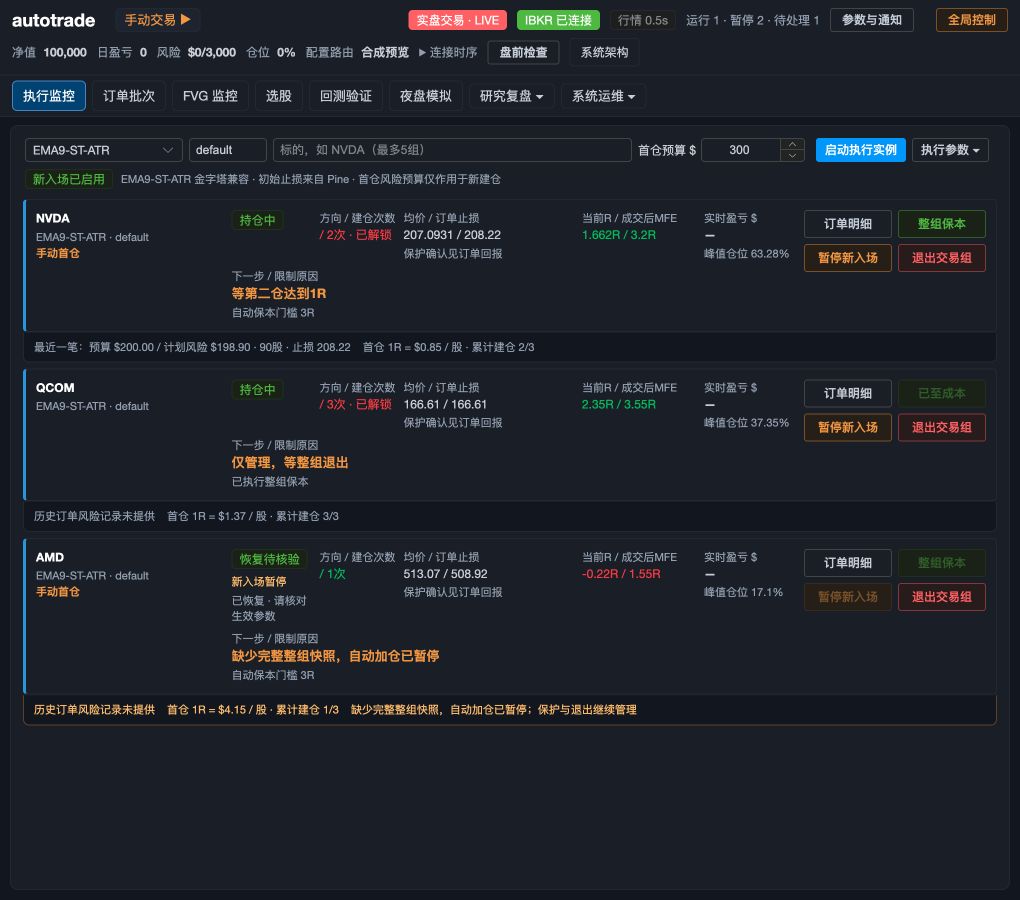 autotrade 手动交易 ▶ 实盘交易 · LIVE IBKR 已连接 行情 0.5s 运行 1 · 暂停 2 · 待处理 1 参数与通知 全局控制
净值 100,000 日盈亏 0 风险 $0/3,000 仓位 0% 配置路由 合成预览 ▶ 连接时序 盘前检查 系统架构
执行监控 订单批次 FVG 监控 选股 回测验证 夜盘模拟 研究复盘 系统运维
EMA9-ST-ATR default 标的，如 NVDA（最多5组） 首仓预算 $ 300 启动执行实例 执行参数
新入场已启用 EMA9-ST-ATR 金字塔兼容 · 初始止损来自 Pine · 首仓风险预算仅作用于新建仓
NVDA 持仓中 方向 / 建仓次数 均价 / 订单止损 当前R / 成交后MFE 实时盈亏 $ 订单明细 整组保本
EMA9-ST-ATR · default / 2次 · 已解锁 207.0931 / 208.22 1.662R / 3.2R –
手动首仓 保护确认见订单回报 峰值仓位 63.28% 暂停新入场 退出交易组
下一步 / 限制原因
等第二仓达到1R
自动保本门槛 3R
最近一笔：预算 $200.00 / 计划风险 $198.90 · 90股 · 止损 208.22 首仓 1R = $0.85 / 股 · 累计建仓 2/3
QCOM 持仓中 方向 / 建仓次数 均价 / 订单止损 当前R / 成交后MFE 实时盈亏 $ 订单明细 已至成本
EMA9-ST-ATR · default / 3次 · 已解锁 166.61 / 166.61 2.35R / 3.55R –
保护确认见订单回报 峰值仓位 37.35% 暂停新入场 退出交易组
下一步 / 限制原因
仅管理，等整组退出
已执行整组保本
历史订单风险记录未提供 首仓 1R = $1.37 / 股 · 累计建仓 3/3
AMD 恢复待核验 方向 / 建仓次数 均价 / 订单止损 当前R / 成交后MFE 实时盈亏 $ 订单明细 整组保本
EMA9-ST-ATR · default 新入场暂停 / 1次 513.07 / 508.92 -0.22R / 1.55R –
手动首仓 已恢复 · 请核对 保护确认见订单回报 峰值仓位 17.1% 暂停新入场 退出交易组
生效参数
下一步 / 限制原因
缺少完整整组快照，自动加仓已暂停
自动保本门槛 3R
历史订单风险记录未提供 首仓 1R = $4.15 / 股 · 累计建仓 1/3 缺少完整整组快照，自动加仓已暂停；保护与退出继续管理